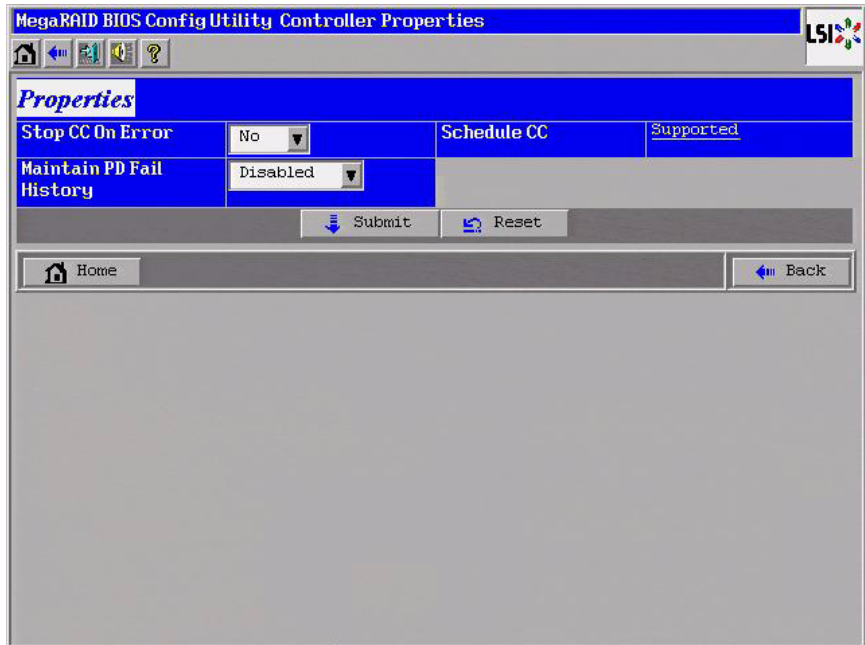 MegaRAID BIOS Config Utility Controller Properties
LSI
?
Properties
Stop CC On Error
No
Schedule CC
Supported
Maintain PD Fail
History
Disabled
Submit
Reset
Home
Back